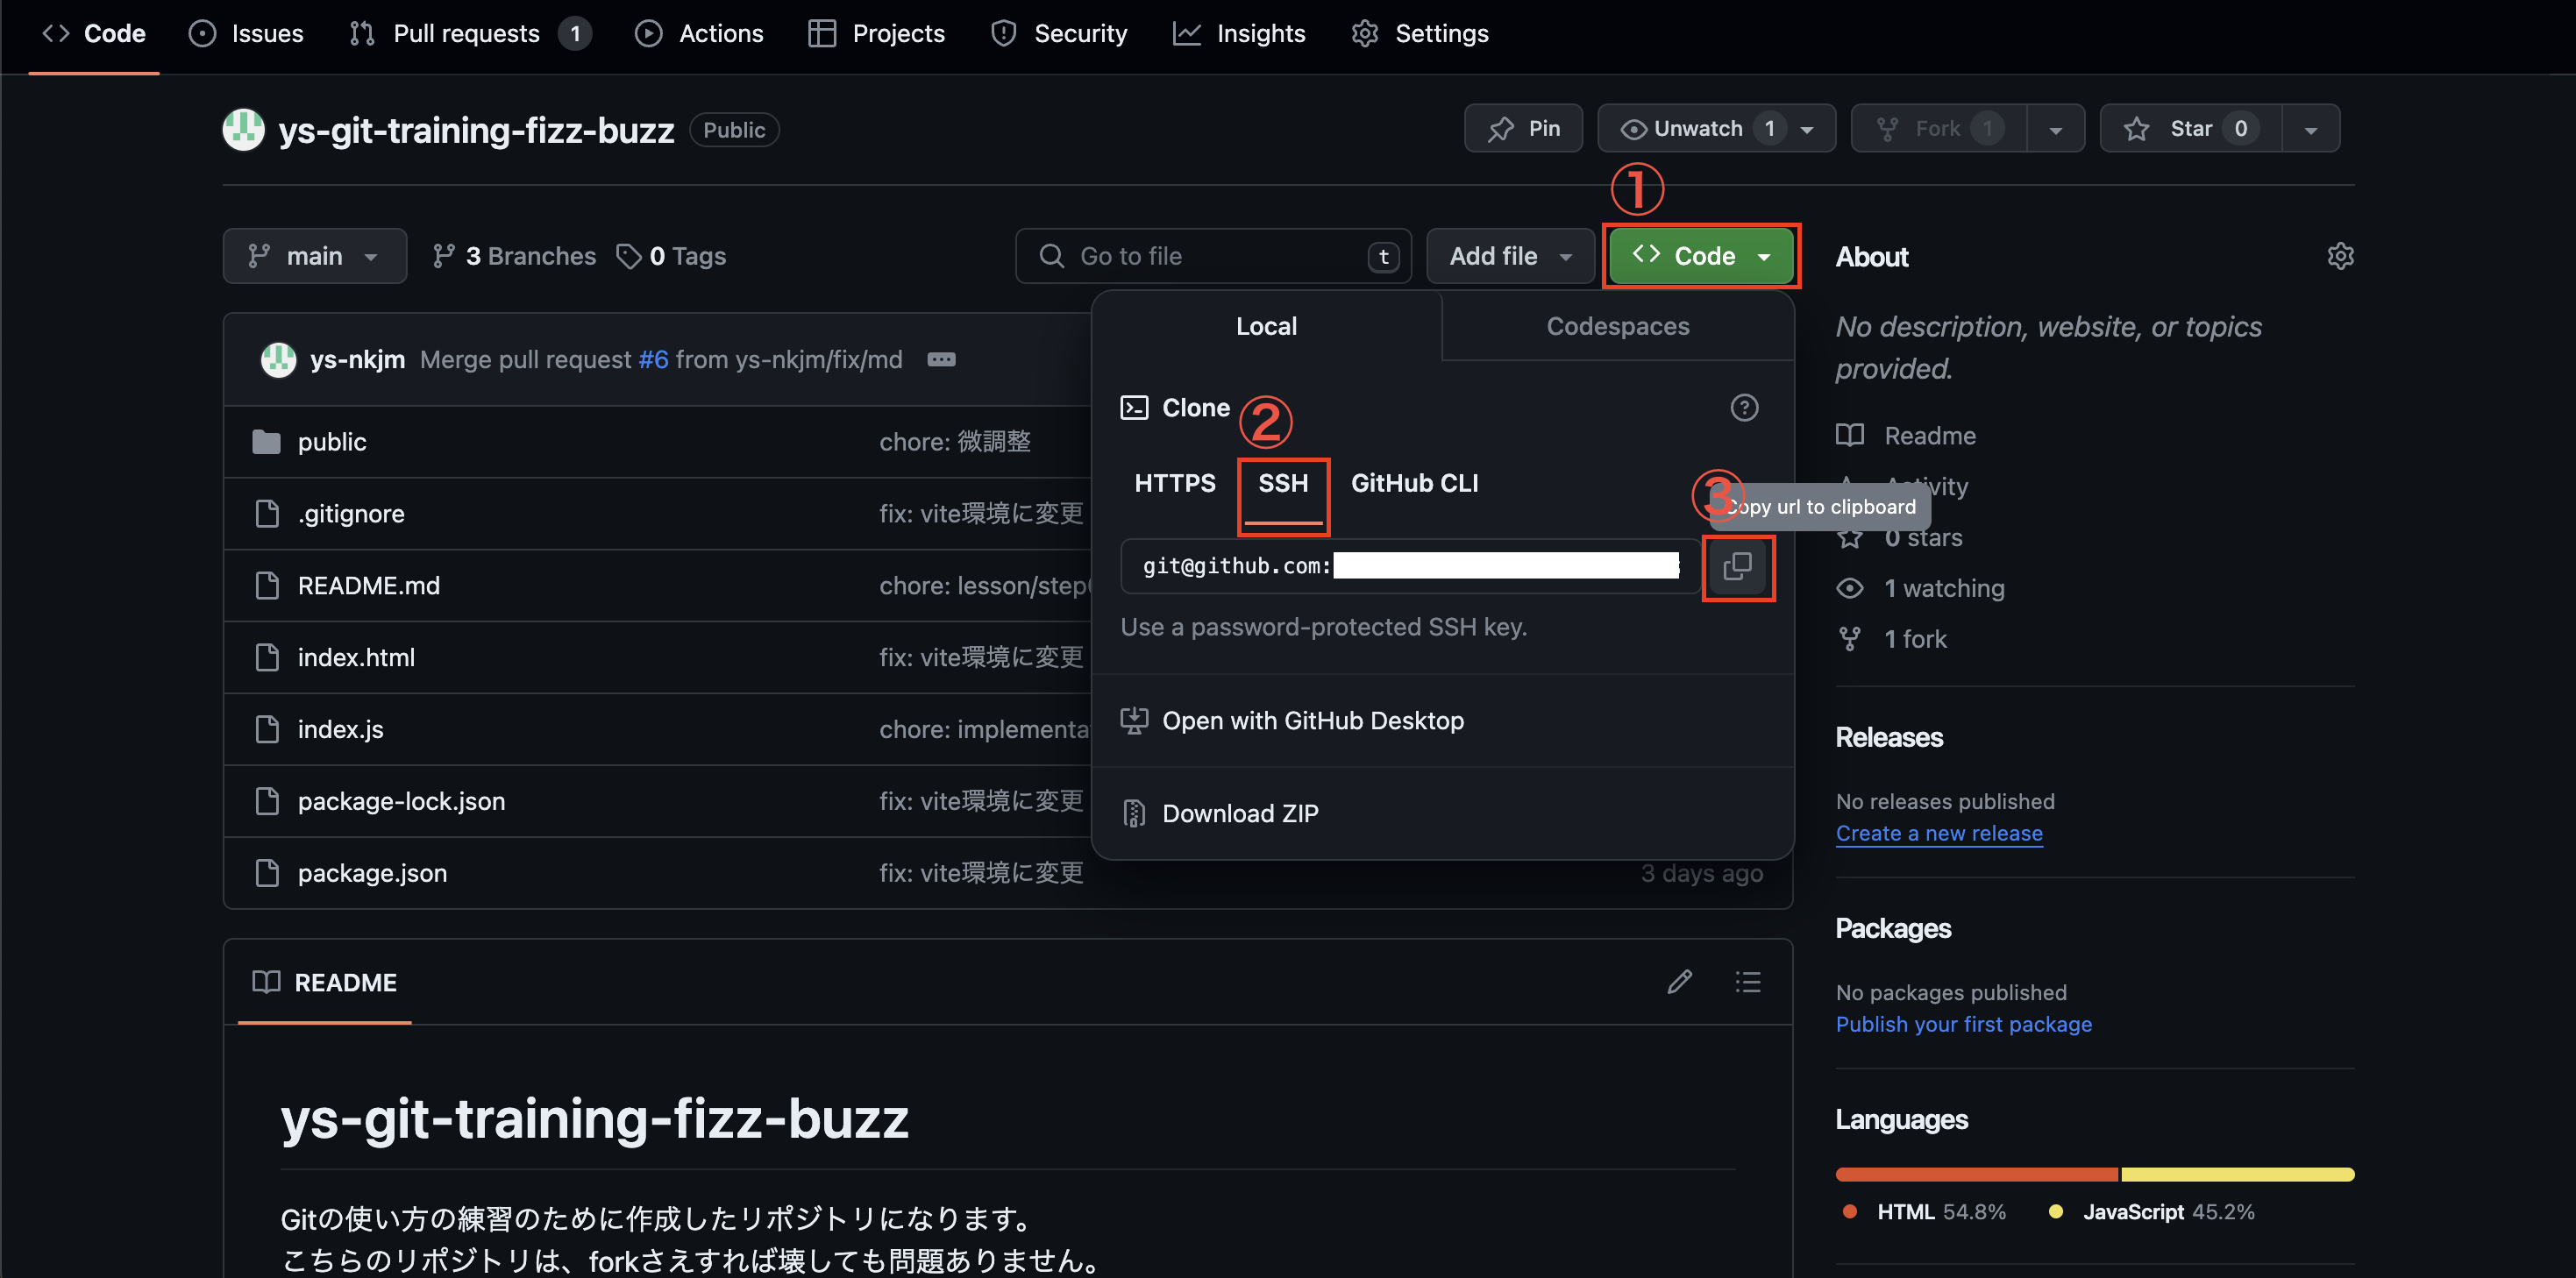 Code Issues Pull requests 1 Actions Projects Security Insights Settings
ys-git-training-fizz-buzz Public Pin Unwatch 1 Fork 1 Star 0
①
main 3 Branches 0 Tags Go to file t Add file Code
About
No description, website, or topics
provided.
Readme
0 stars
1 watching
1 fork
Releases
No releases published
Create a new release
Packages
No packages published
Publish your first package
Languages
HTML 54.8% JavaScript 45.2%
Local Codespaces
Clone
②
HTTPS SSH GitHub CLI
③
Copy url to clipboard
git@github.com:
Use a password-protected SSH key.
Open with GitHub Desktop
Download ZIP
ys-nkjm Merge pull request #6 from ys-nkjm/fix/md
public chore: 微調整
.gitignore fix: vite環境に変更
README.md chore: lesson/step
index.html fix: vite環境に変更
index.js chore: implementa
package-lock.json fix: vite環境に変更
package.json fix: vite環境に変更 3 days ago
README
ys-git-training-fizz-buzz
Gitの使い方の練習のために作成したリポジトリになります。
こちらのリポジトリは、forkさえすれば壊しても問題ありません。